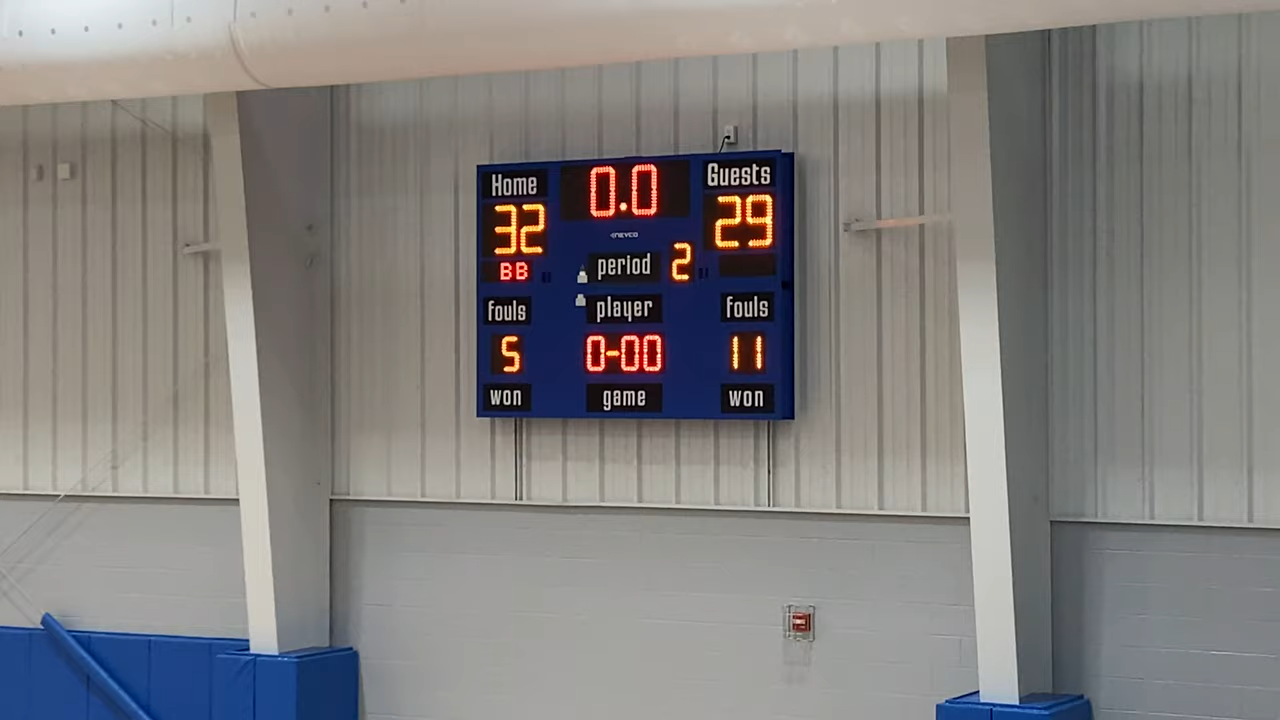 Home 0.0 Guests
32 29
NEVCO
BB period 2
fouls player fouls
5 0-00 11
won game won